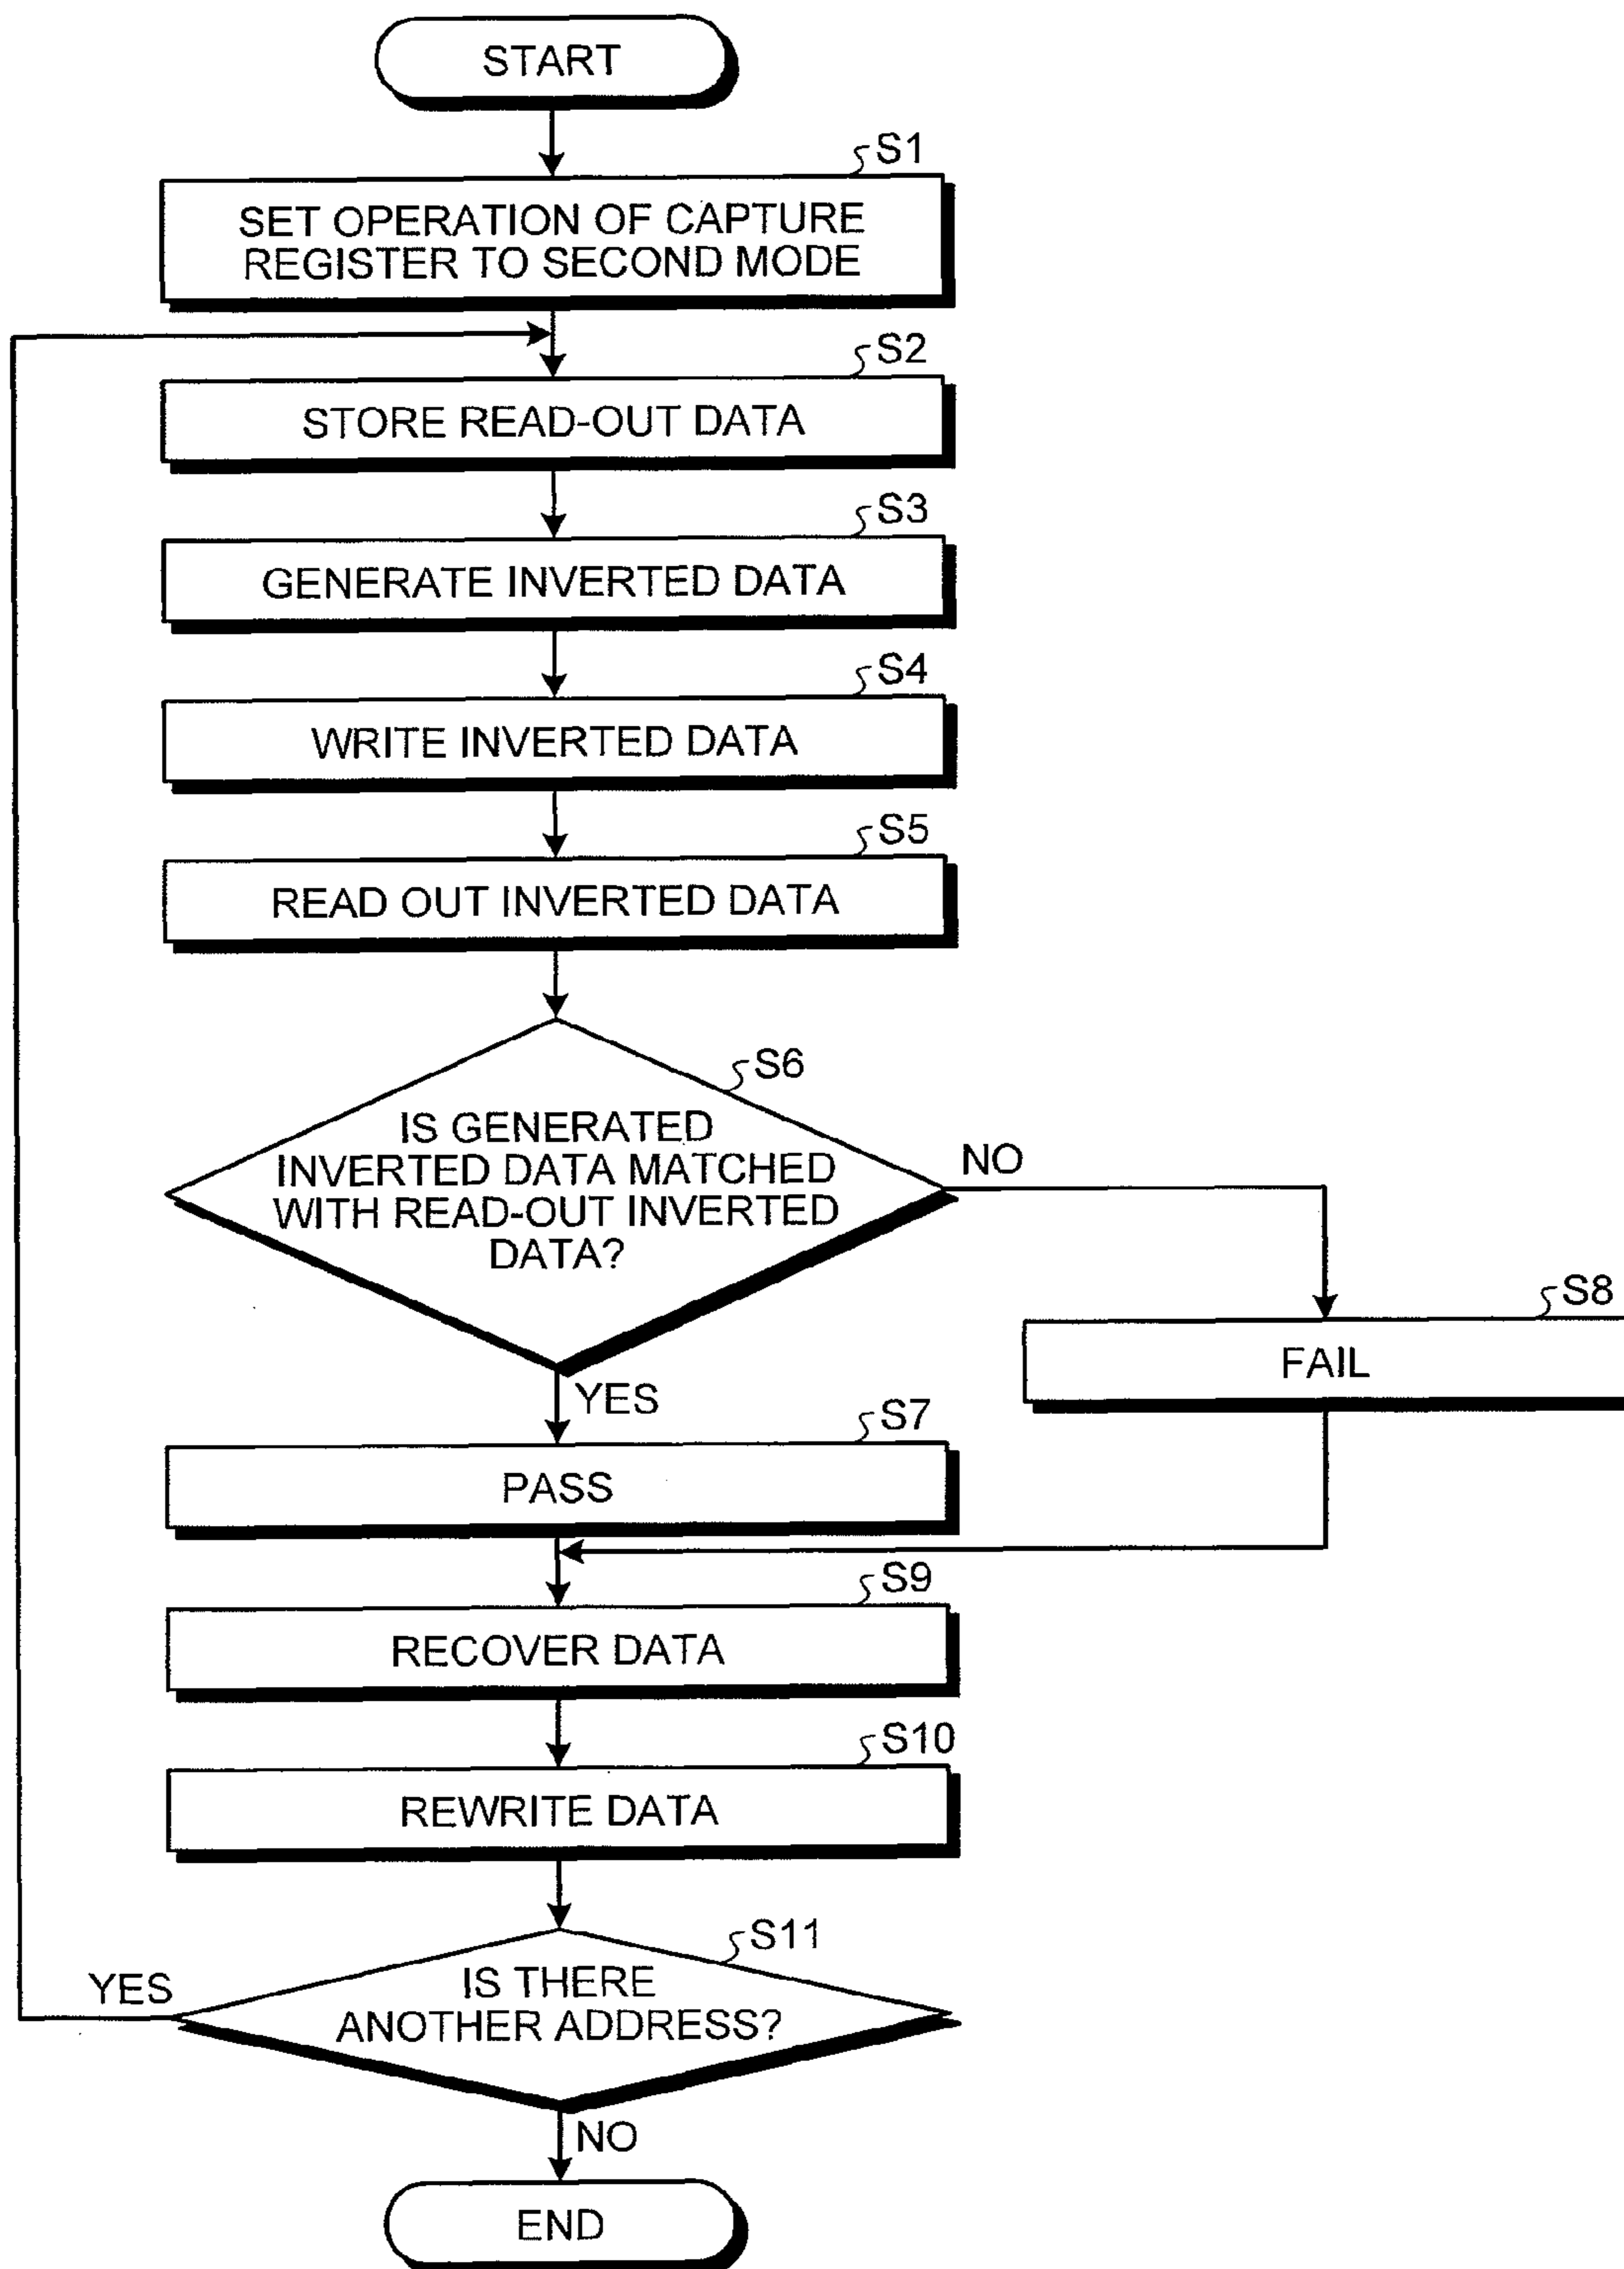 START
S1
SET OPERATION OF CAPTURE
REGISTER TO SECOND MODE
S2
STORE READ-OUT DATA
S3
GENERATE INVERTED DATA
S4
WRITE INVERTED DATA
S5
READ OUT INVERTED DATA
S6
IS GENERATED
INVERTED DATA MATCHED
WITH READ-OUT INVERTED
DATA?
NO
S8
FAIL
YES
S7
PASS
S9
RECOVER DATA
S10
REWRITE DATA
S11
IS THERE
ANOTHER ADDRESS?
YES
NO
END